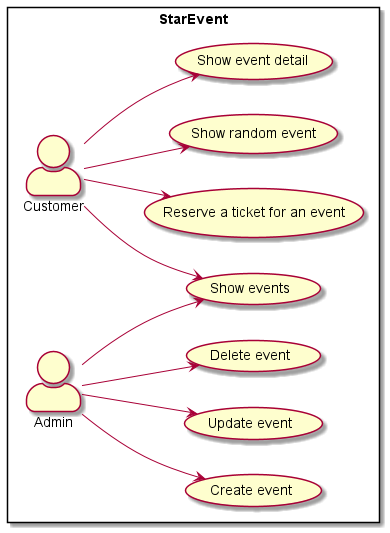 StarEvent
Show event detail
Show random event
Customer
Reserve a ticket for an event
Show events
Delete event
Admin
Update event
Create event